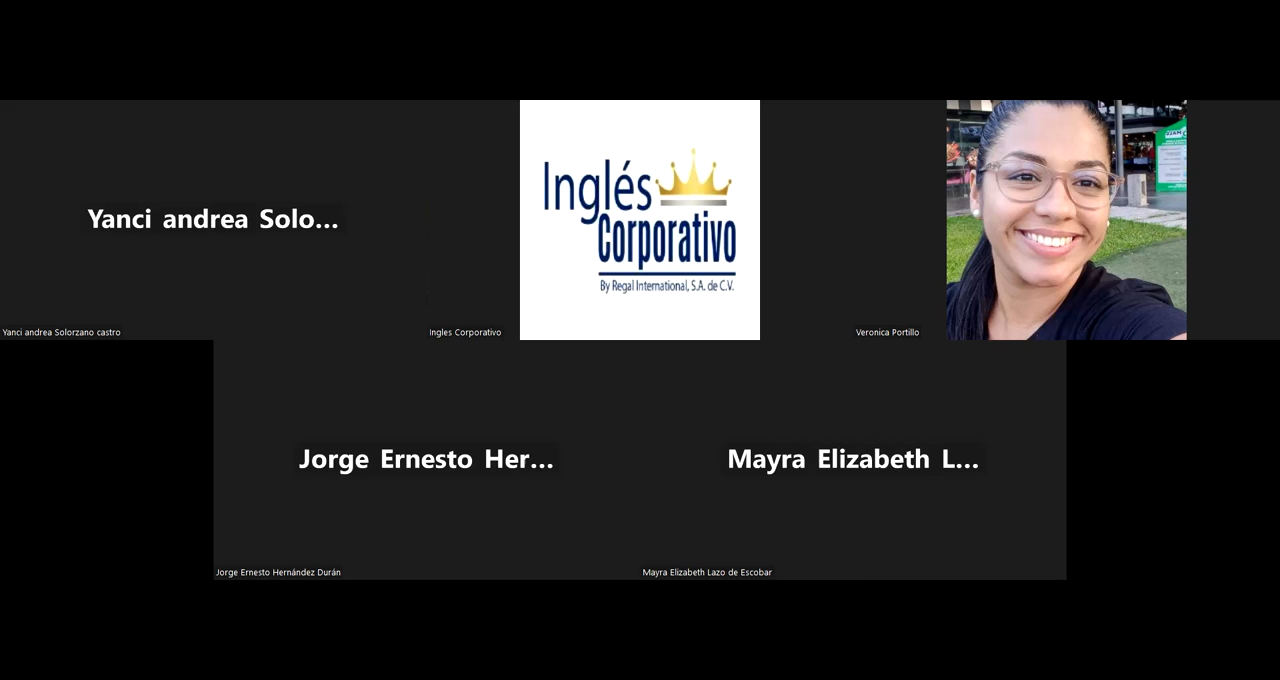 Yanci andrea Solo...
Yanci andrea Solorzano castro
Inglés
Corporativo
By Regal International, S.A. de C.V.
Ingles Corporativo
Veronica Portillo
Jorge Ernesto Her...
Jorge Ernesto Hernández Durán
Mayra Elizabeth L...
Mayra Elizabeth Lazo de Escobar